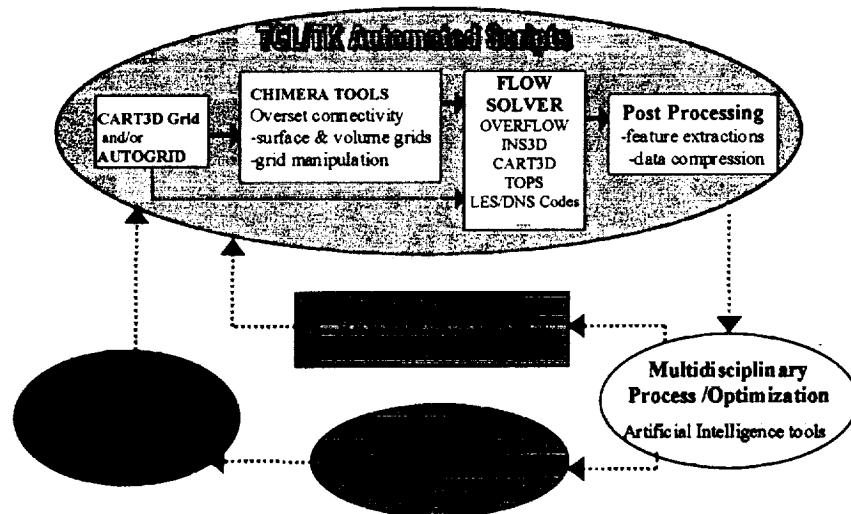 TCL/TK Automated Scripts
CART3D Grid
and/or
AUTOGRID
CHIMERA TOOLS
Overset connectivity
-surface & volume grids
-grid manipulation
FLOW
SOLVER
OVERFLOW
INS3D
CART3D
TOPS
LES/DNS Codes
Post Processing
-feature extractions
-data compression
Multidisciplinary
Process /Optimization
Artificial Intelligence tools